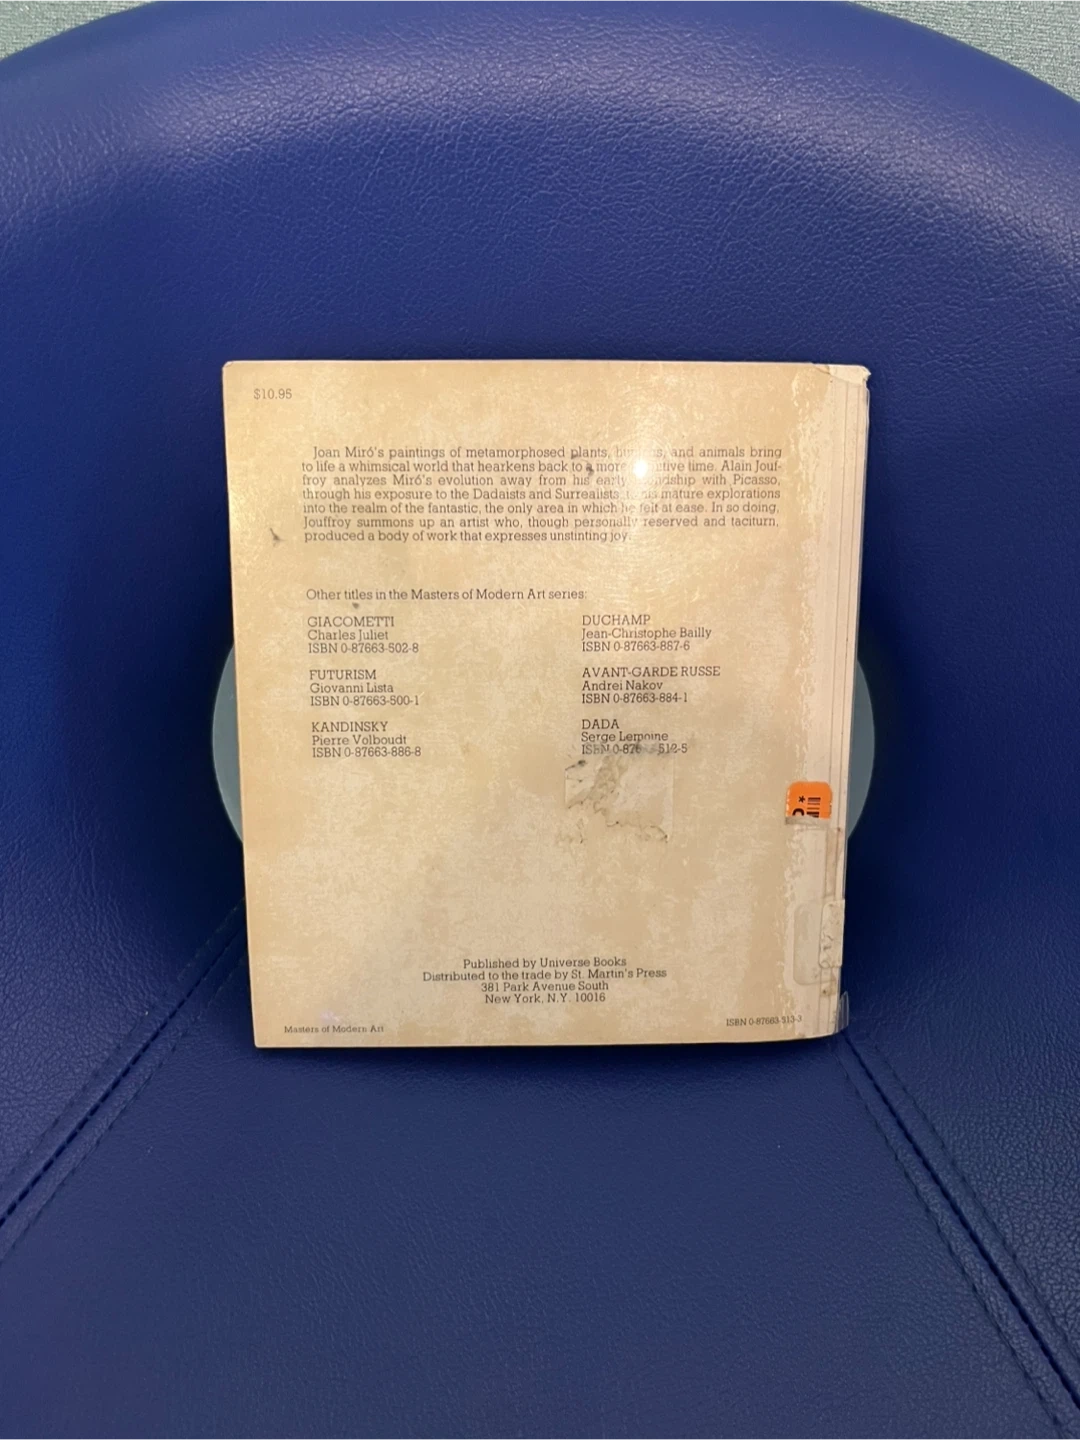 $10.95
Joan Miró's paintings of metamorphosed plants, and animals bring
to life a whimsical world that hearkens back to a more time. Alain Jouf-
froy analyzes Miró's evolution away from his early with Picasso,
through his exposure to the Dadaists and Surrealists, mature explorations
into the realm of the fantastic, the only area in which he felt at ease. In so doing,
Jouffroy summons up an artist who, though personally reserved and taciturn,
produced a body of work that expresses unstinting joy.
Other titles in the Masters of Modern Art series:
GIACOMETTI
Charles Juliet
ISBN 0-87663-502-8
FUTURISM
Giovanni Lista
ISBN 0-87663-500-1
KANDINSKY
Pierre Volboudt
ISBN 0-87663-886-8
DUCHAMP
Jean-Christophe Bailly
ISBN 0-87663-887-6
AVANT-GARDE RUSSE
Andrei Nakov
ISBN 0-87663-884-1
DADA
Serge Lemoine
ISBN
Published by Universe Books
Distributed to the trade by St. Martin's Press
381 Park Avenue South
New York, N.Y. 10016
Masters of Modern Art
ISBN 0-87663-513-3